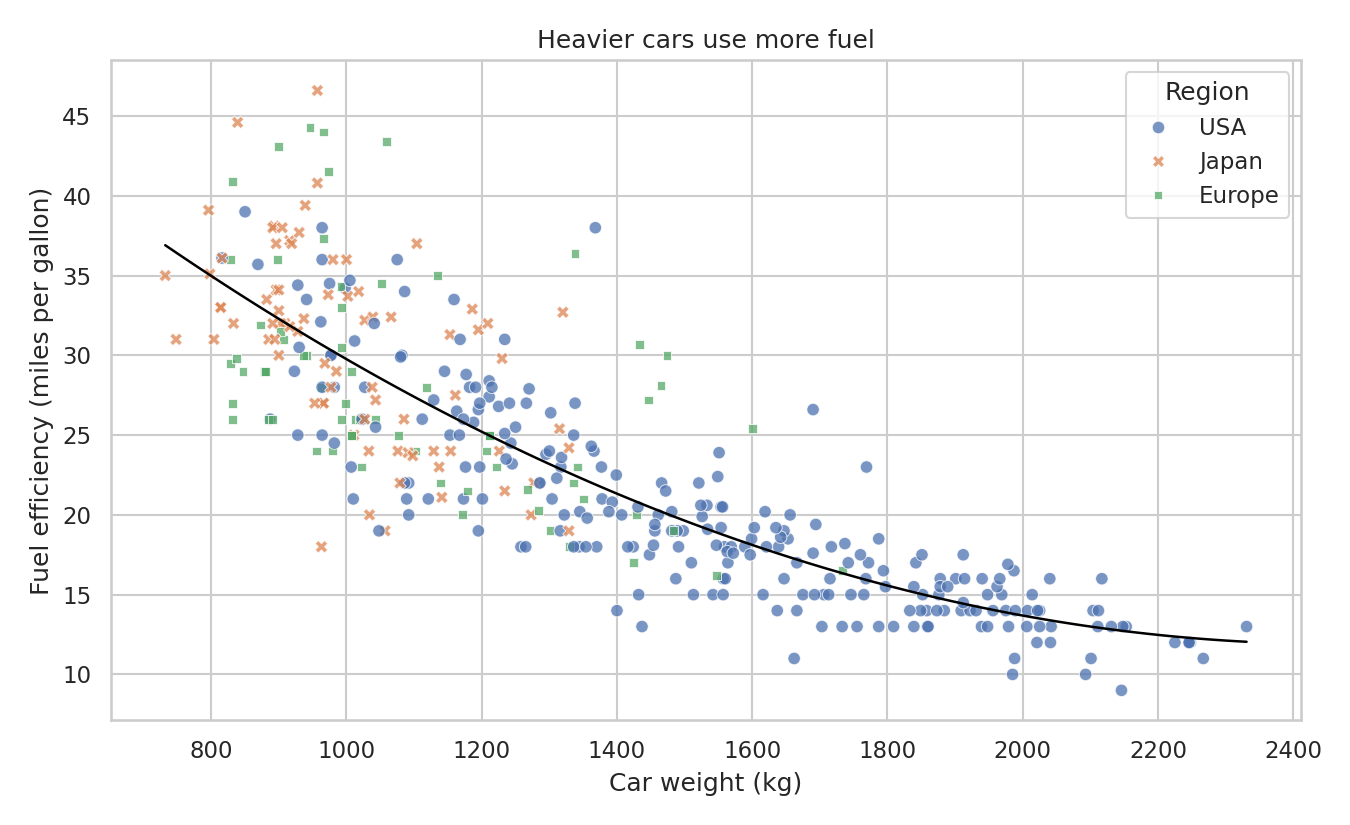 Heavier cars use more fuel
Region
USA
Japan
Europe
45
40
35
30
25
20
15
10
Fuel efficiency (miles per gallon)
800 1000 1200 1400 1600 1800 2000 2200 2400
Car weight (kg)